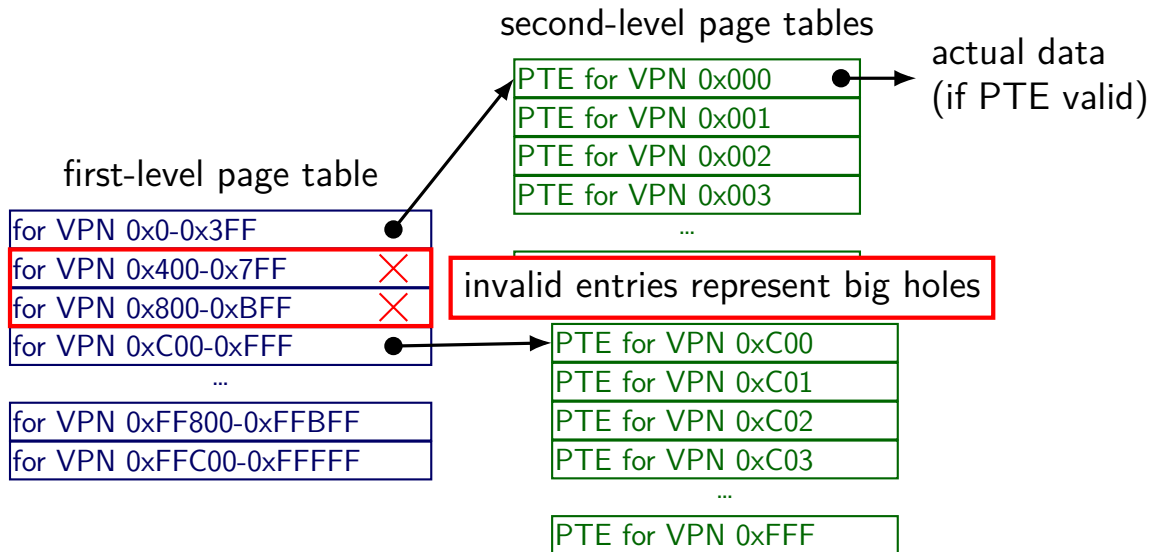 second-level page tables
actual data
(if PTE valid)
PTE for VPN 0x000
PTE for VPN 0x001
PTE for VPN 0x002
PTE for VPN 0x003
...
first-level page table
for VPN 0x0-0x3FF
for VPN 0x400-0x7FF
for VPN 0x800-0xBFF
for VPN 0xC00-0xFFF
...
for VPN 0xFF800-0xFFBFF
for VPN 0xFFC00-0xFFFFF
invalid entries represent big holes
PTE for VPN 0xC00
PTE for VPN 0xC01
PTE for VPN 0xC02
PTE for VPN 0xC03
...
PTE for VPN 0xFFF